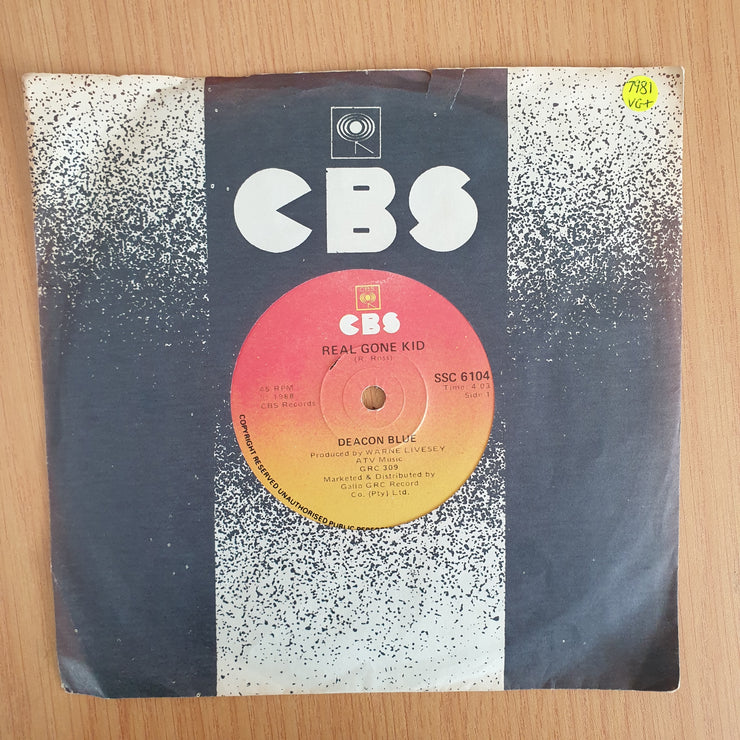 7981
VG+
CBS
CBS
CBS
REAL GONE KID
(R. Ross)
45 RPM
℗ 1988
CBS Records
SSC 6104
Time: 4.03
Side 1
DEACON BLUE
Produced by WARNE LIVESEY
ATV Music
GRC 309
Marketed & Distributed by
Gallo GRC Record
Co. (Pty) Ltd.
COPYRIGHT RESERVED UNAUTHORISED PUBLIC